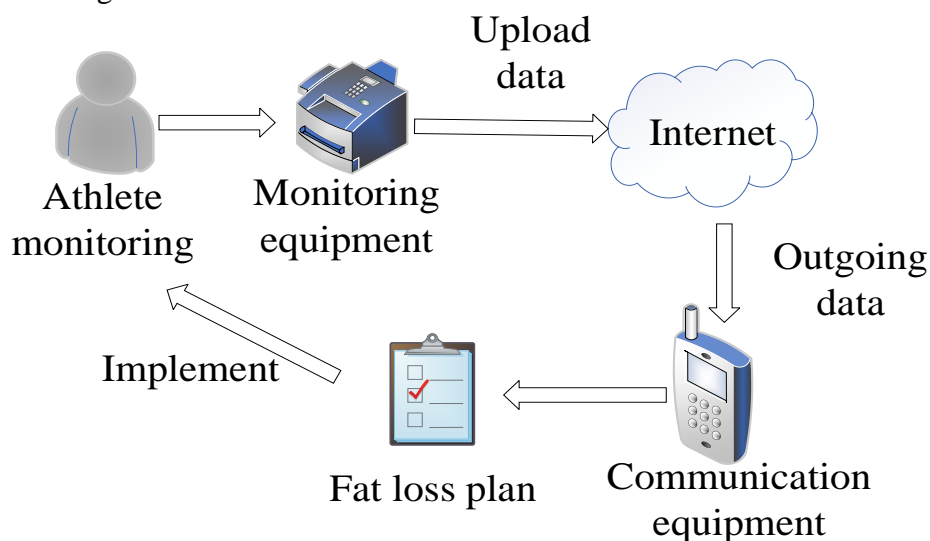 Upload
data
Internet
Athlete
monitoring
Monitoring
equipment
Outgoing
data
Implement
Fat loss plan
Communication
equipment